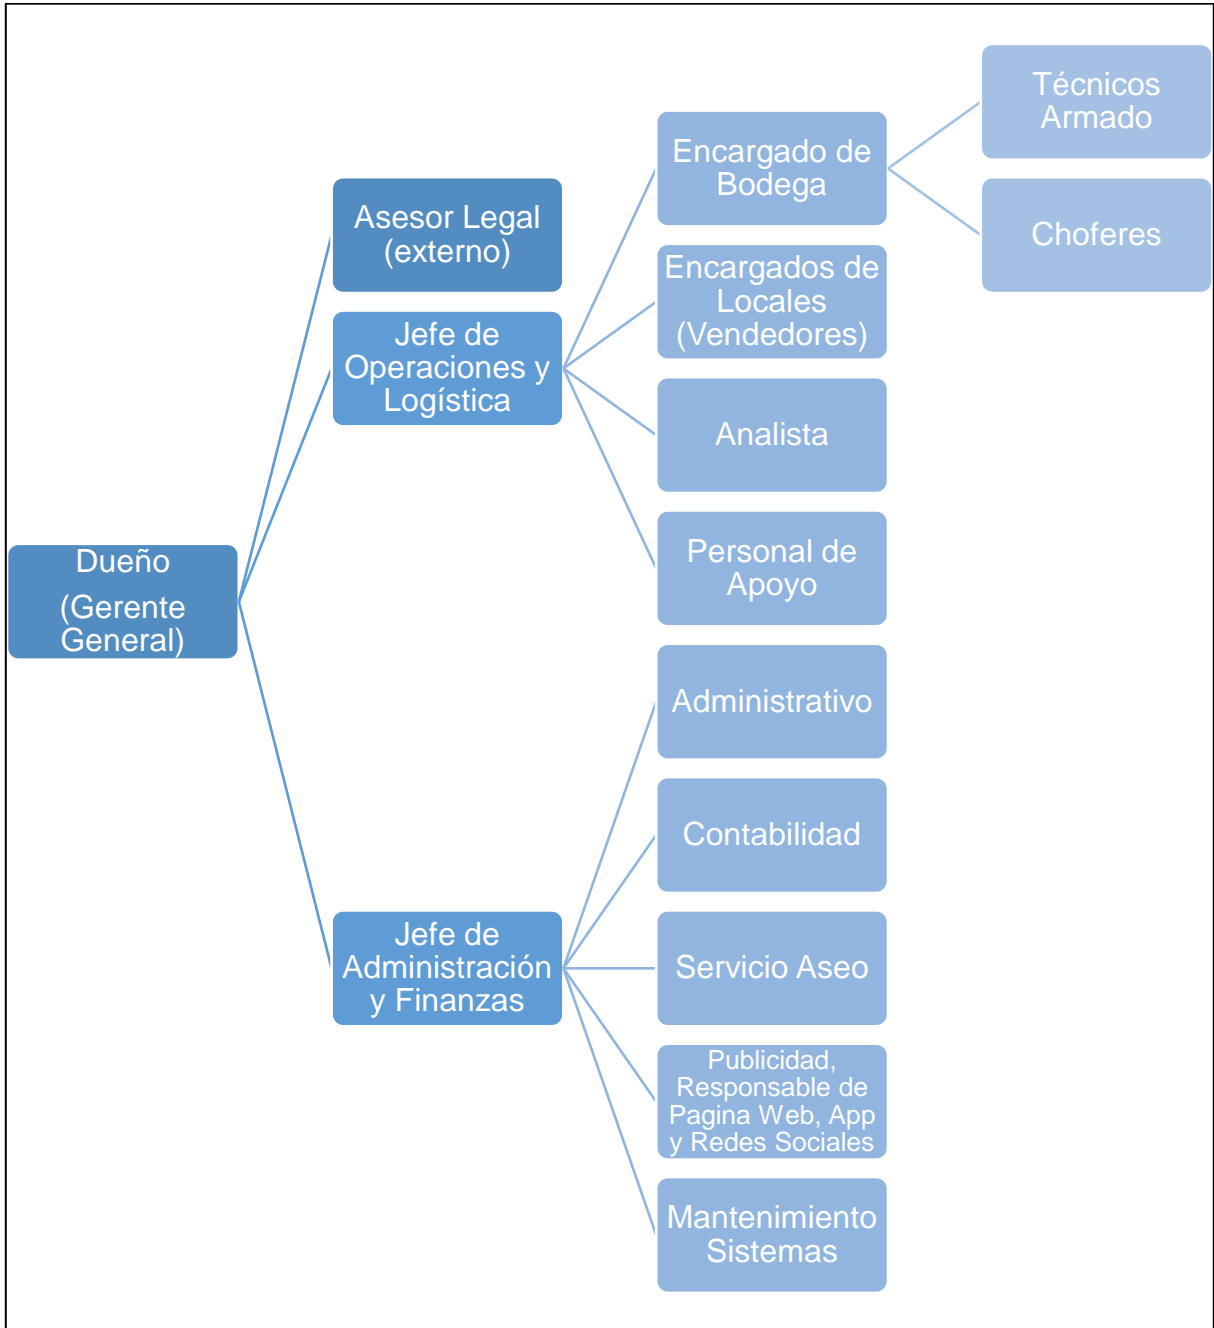 Dueño
(Gerente
General)
Asesor Legal
(externo)
Jefe de
Operaciones y
Logística
Encargado de
Bodega
Técnicos
Armado
Choferes
Encargados de
Locales
(Vendedores)
Analista
Personal de
Apoyo
Jefe de
Administración
y Finanzas
Administrativo
Contabilidad
Servicio Aseo
Publicidad,
Responsable de
Pagina Web, App
y Redes Sociales
Mantenimiento
Sistemas